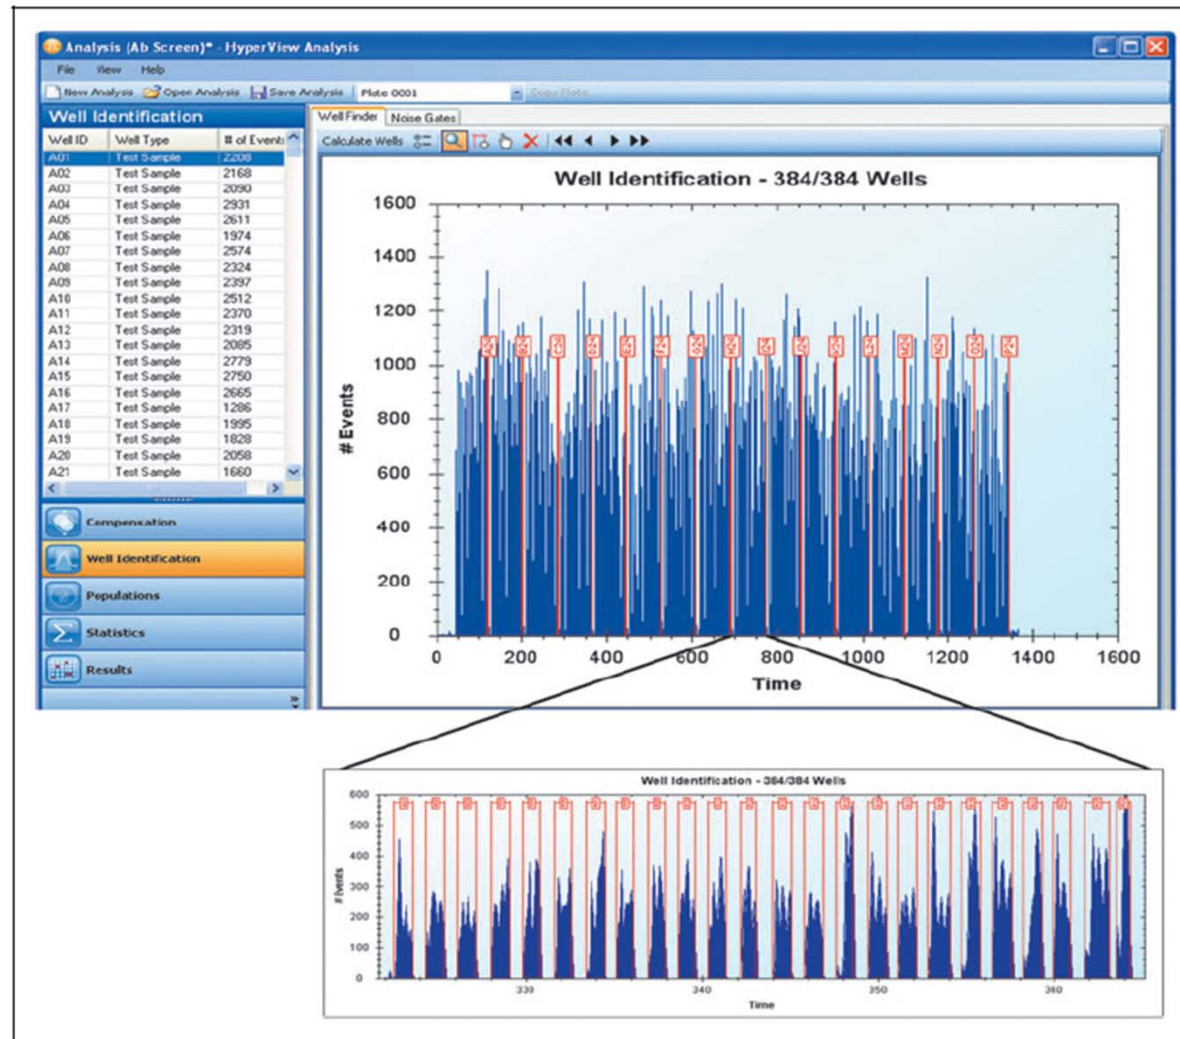 Analysis (Ab Screen)* - HyperView Analysis
File View Help
New Analysis Open Analysis Save Analysis Plate 0001 Copy Plate
Well Identification
Well ID Well Type # of Events
A01 Test Sample 2208
A02 Test Sample 2168
A03 Test Sample 2090
A04 Test Sample 2931
A05 Test Sample 2611
A06 Test Sample 1974
A07 Test Sample 2574
A08 Test Sample 2324
A09 Test Sample 2397
A10 Test Sample 2512
A11 Test Sample 2370
A12 Test Sample 2319
A13 Test Sample 2085
A14 Test Sample 2779
A15 Test Sample 2750
A16 Test Sample 2665
A17 Test Sample 1286
A18 Test Sample 1995
A19 Test Sample 1828
A20 Test Sample 2058
A21 Test Sample 1660
Compensation
Well Identification
Populations
Statistics
Results
Well Finder Noise Gates
Calculate Wells
Well Identification - 384/384 Wells
# Events
1600
1400
1200
1000
800
600
400
200
0
0 200 400 600 800 1000 1200 1400 1600
Time
Well Identification - 384/384 Wells
# Events
600
500
400
300
200
100
0
330 340 350 360
Time